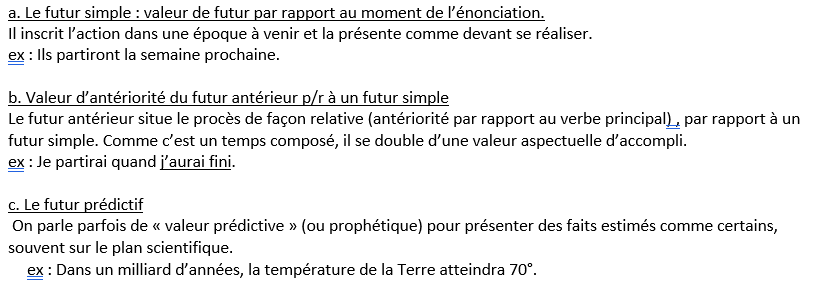 a. Le futur simple : valeur de futur par rapport au moment de l’énonciation.
Il inscrit l’action dans une époque à venir et la présente comme devant se réaliser.
ex : Ils partiront la semaine prochaine.
b. Valeur d’antériorité du futur antérieur p/r à un futur simple
Le futur antérieur situe le procès de façon relative (antériorité par rapport au verbe principal) , par rapport à un
futur simple. Comme c’est un temps composé, il se double d’une valeur aspectuelle d’accompli.
ex : Je partirai quand j’aurai fini.
c. Le futur prédictif
On parle parfois de « valeur prédictive » (ou prophétique) pour présenter des faits estimés comme certains,
souvent sur le plan scientifique.
ex : Dans un milliard d’années, la température de la Terre atteindra 70°.